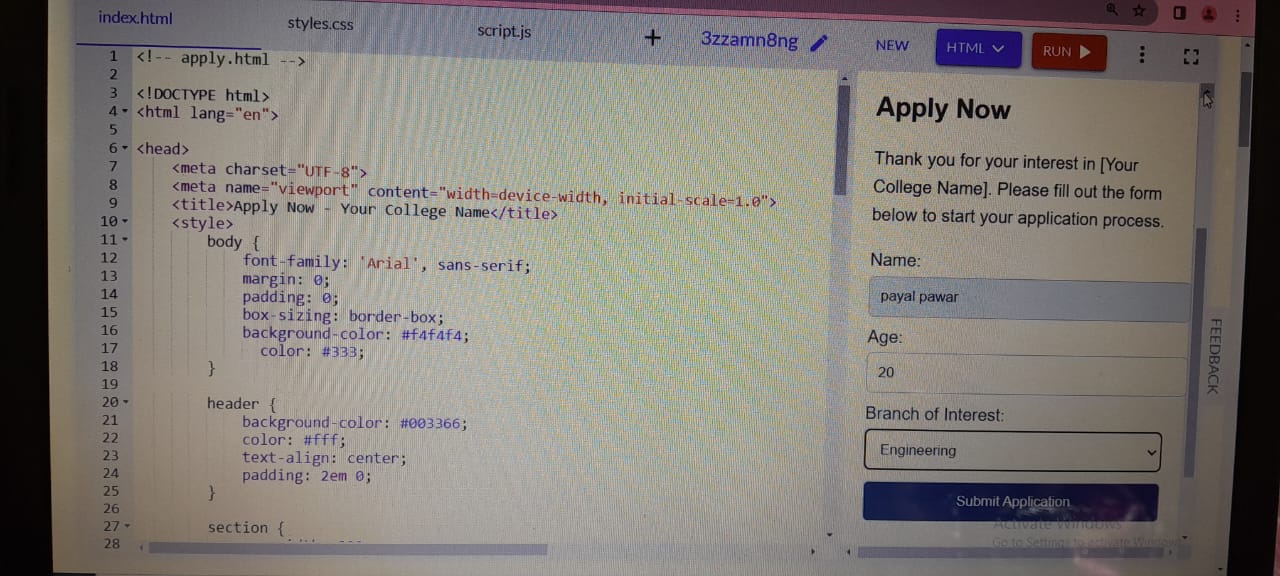 index.html
styles.css
script.js
+
3zzamn8ng
NEW
HTML
RUN
1 <!-- apply.html -->
2
3 <!DOCTYPE html>
4 <html lang="en">
5
6 <head>
7 <meta charset="UTF-8">
8 <meta name="viewport" content="width=device-width, initial-scale=1.0">
9 <title>Apply Now - Your College Name</title>
10 <style>
11 body {
12 font-family: 'Arial', sans-serif;
13 margin: 0;
14 padding: 0;
15 box-sizing: border-box;
16 background-color: #f4f4f4;
17 color: #333;
18 }
19
20 header {
21 background-color: #003366;
22 color: #fff;
23 text-align: center;
24 padding: 2em 0;
25 }
26
27 section {
28
Apply Now
Thank you for your interest in [Your
College Name]. Please fill out the form
below to start your application process.
Name:
payal pawar
Age:
20
Branch of Interest:
Engineering
Submit Application
Activate Windows
Go to Settings to activate Windows
FEEDBACK